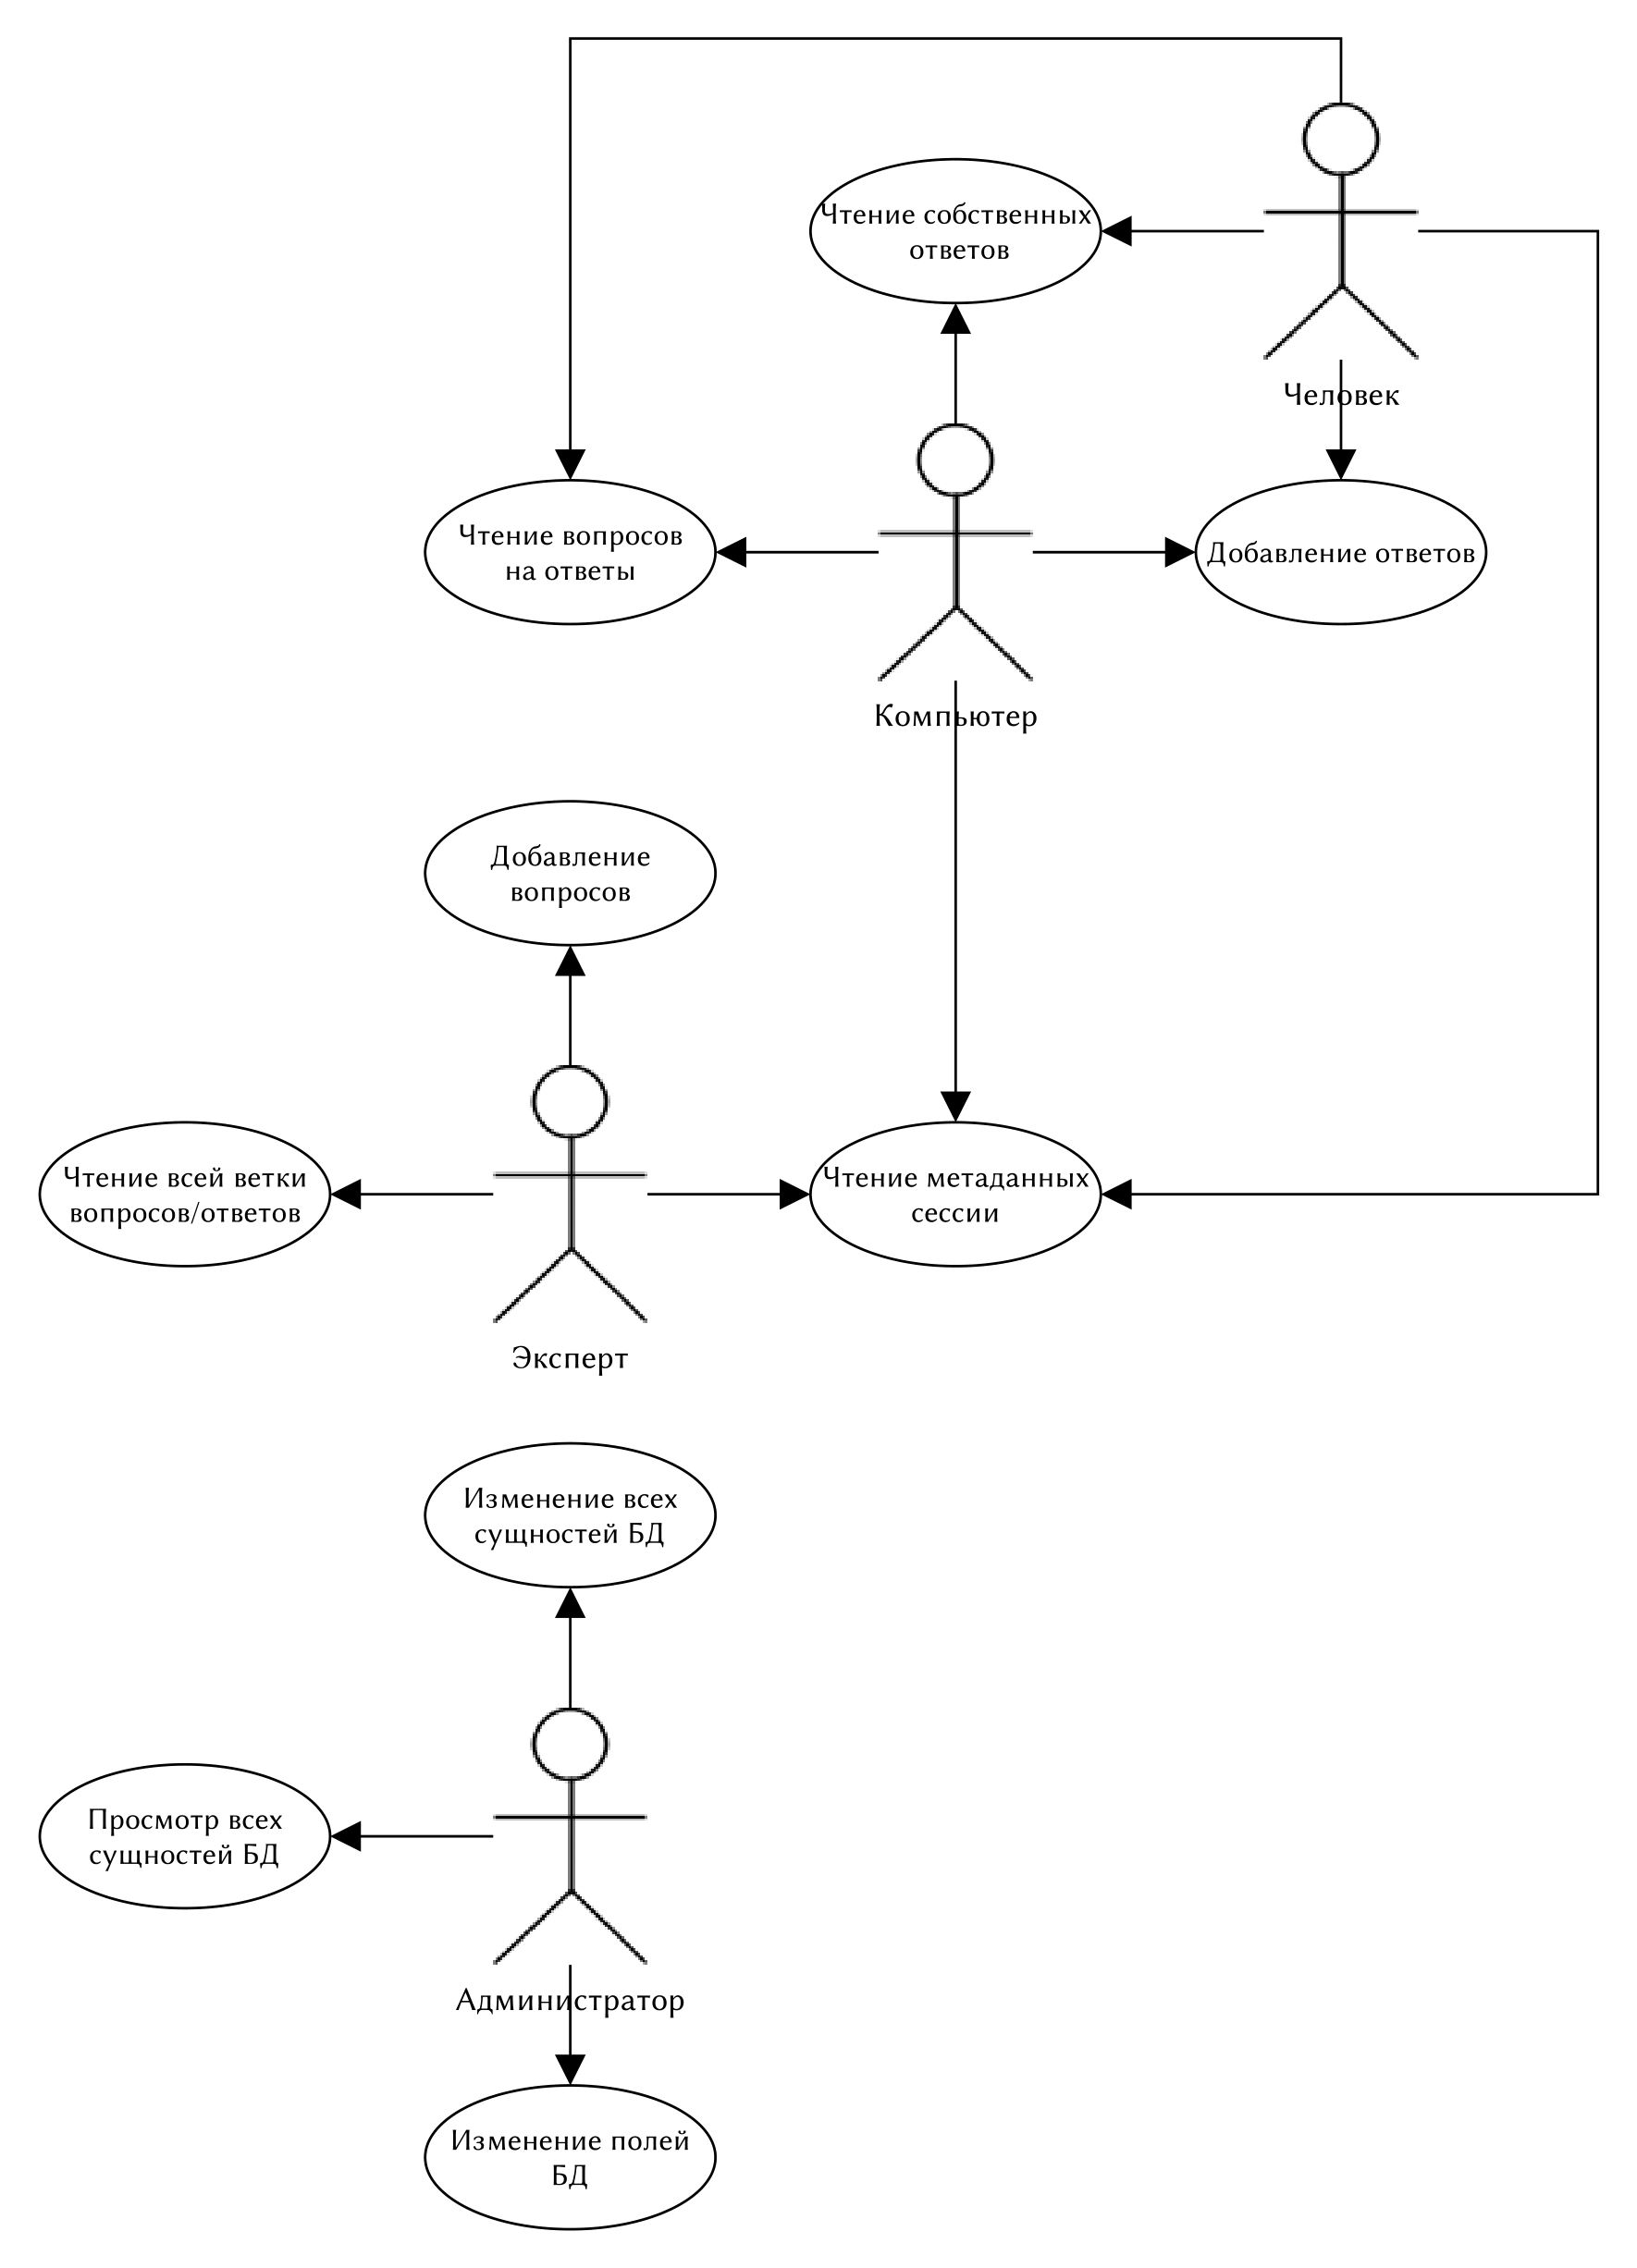 Чтение собственных
ответов
Человек
Чтение вопросов
на ответы
Добавление ответов
Компьютер
Добавление
вопросов
Чтение всей ветки
вопросов/ответов
Чтение метаданных
сессии
Эксперт
Изменение всех
сущностей БД
Просмотр всех
сущностей БД
Администратор
Изменение полей
БД